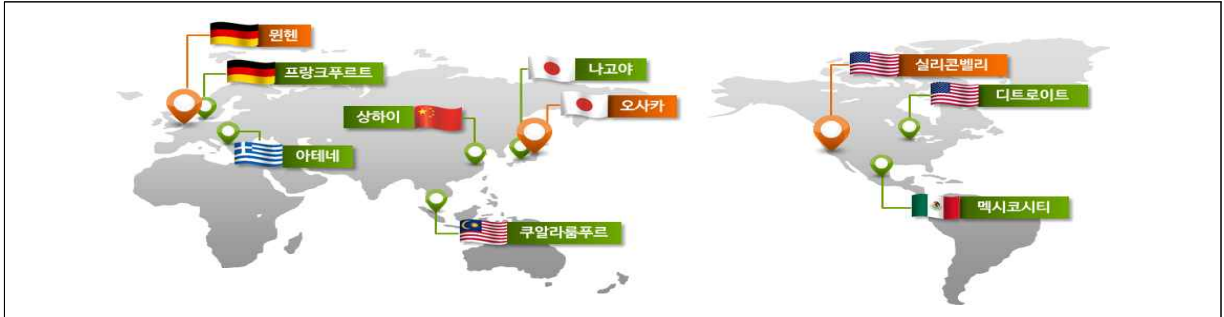 뮌헨
프랑크푸르트
나고야
오사카
상하이
아테네
쿠알라룸푸르
실리콘벨리
디트로이트
멕시코시티